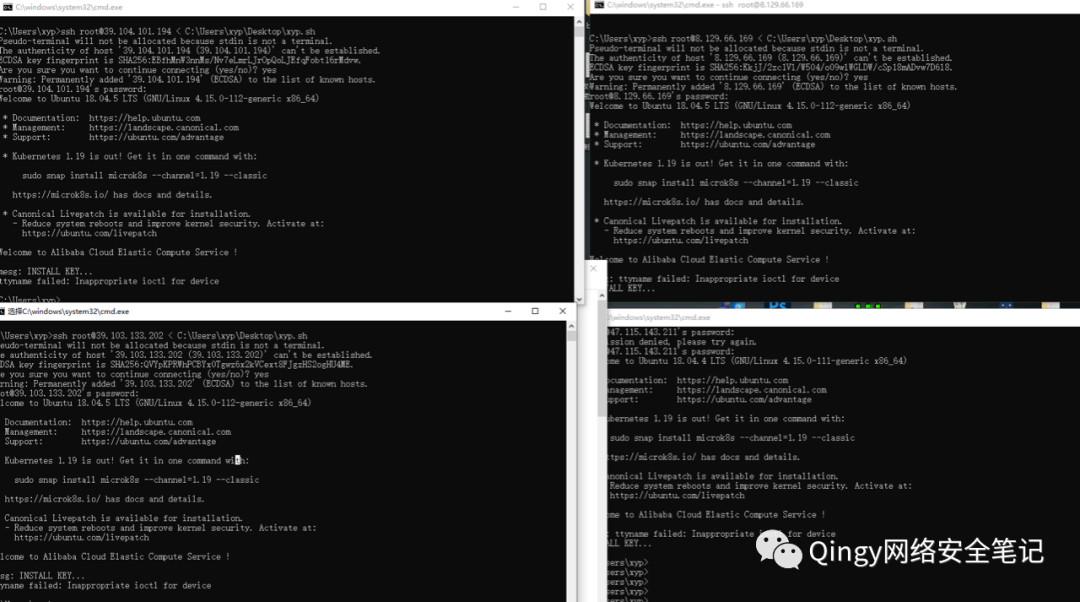 C:\windows\system32\cmd.exe
C:\Users\xyp>ssh root@39.104.101.194 < C:\Users\xyp\Desktop\xyp.sh
Pseudo-terminal will not be allocated because stdin is not a terminal.
The authenticity of host '39.104.101.194 (39.104.101.194)' can't be established.
ECDSA key fingerprint is
Are you sure you want to continue connecting (yes/no)? yes
Warning: Permanently added '39.104.101.194' (ECDSA) to the list of known hosts.
root@39.104.101.194's password:
Welcome to Ubuntu 18.04.5 LTS (GNU/Linux 4.15.0-112-generic x86_64)
* Documentation: https://help.ubuntu.com
* Management: https://landscape.canonical.com
* Support: https://ubuntu.com/advantage
* Kubernetes 1.19 is out! Get it in one command with:
sudo snap install microk8s --channel=1.19 --classic
https://microk8s.io/ has docs and details.
* Canonical Livepatch is available for installation.
- Reduce system reboots and improve kernel security. Activate at:
https://ubuntu.com/livepatch
Welcome to Alibaba Cloud Elastic Compute Service !
mesg: INSTALL KEY...
ttyname failed: Inappropriate ioctl for device
C:\Users\xyp>
C:\windows\system32\cmd.exe - ssh root@8.129.66.169
C:\Users\xyp>ssh root@8.129.66.169 < C:\Users\xyp\Desktop\xyp.sh
Pseudo-terminal will not be allocated because stdin is not a terminal.
The authenticity of host '8.129.66.169 (8.129.66.169)' can't be established.
ECDSA key fingerprint is
Are you sure you want to continue connecting (yes/no)? yes
Warning: Permanently added '8.129.66.169' (ECDSA) to the list of known hosts.
root@8.129.66.169's password:
Welcome to Ubuntu 18.04.5 LTS (GNU/Linux 4.15.0-112-generic x86_64)
* Documentation: https://help.ubuntu.com
* Management: https://landscape.canonical.com
* Support: https://ubuntu.com/advantage
* Kubernetes 1.19 is out! Get it in one command with:
sudo snap install microk8s --channel=1.19 --classic
https://microk8s.io/ has docs and details.
* Canonical Livepatch is available for installation.
- Reduce system reboots and improve kernel security. Activate at:
https://ubuntu.com/livepatch
lcome to Alibaba Cloud Elastic Compute Service !
: ttyname failed: Inappropriate ioctl for device
ALL KEY...
选择C:\windows\system32\cmd.exe
\Users\xyp>ssh root@39.103.133.202 < C:\Users\xyp\Desktop\xyp.sh
eudo-terminal will not be allocated because stdin is not a terminal.
e authenticity of host '39.103.133.202 (39.103.133.202)' can't be established.
DSA key fingerprint is
e you sure you want to continue connecting (yes/no)? yes
rning: Permanently added '39.103.133.202' (ECDSA) to the list of known hosts.
ot@39.103.133.202's password:
lcome to Ubuntu 18.04.5 LTS (GNU/Linux 4.15.0-112-generic x86_64)
Documentation: https://help.ubuntu.com
Management: https://landscape.canonical.com
Support: https://ubuntu.com/advantage
Kubernetes 1.19 is out! Get it in one command with:
sudo snap install microk8s --channel=1.19 --classic
https://microk8s.io/ has docs and details.
Canonical Livepatch is available for installation.
- Reduce system reboots and improve kernel security. Activate at:
https://ubuntu.com/livepatch
lcome to Alibaba Cloud Elastic Compute Service !
sg: INSTALL KEY...
yname failed: Inappropriate ioctl for device
\windows\system32\cmd.exe
@47.115.143.211's password:
ission denied, please try again.
@47.115.143.211's password:
ome to Ubuntu 18.04.4 LTS (GNU/Linux 4.15.0-111-generic x86_64)
ocumentation: https://help.ubuntu.com
anagement: https://landscape.canonical.com
upport: https://ubuntu.com/advantage
ubernetes 1.19 is out! Get it in one command with:
sudo snap install microk8s --channel=1.19 --classic
ttps://microk8s.io/ has docs and details.
anonical Livepatch is available for installation.
Reduce system reboots and improve kernel security. Activate at:
https://ubuntu.com/livepatch
ome to Alibaba Cloud Elastic Compute Service !
: ttyname failed: Inappropriate ioctl for device
ALL KEY...
sers\xyp>
sers\xyp>
sers\xyp>
sers\xyp>
Qingy网络安全笔记